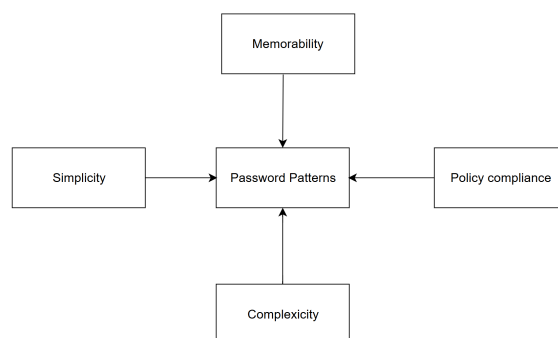 Memorability
Simplicity
Password Patterns
Policy compliance
Complexicity